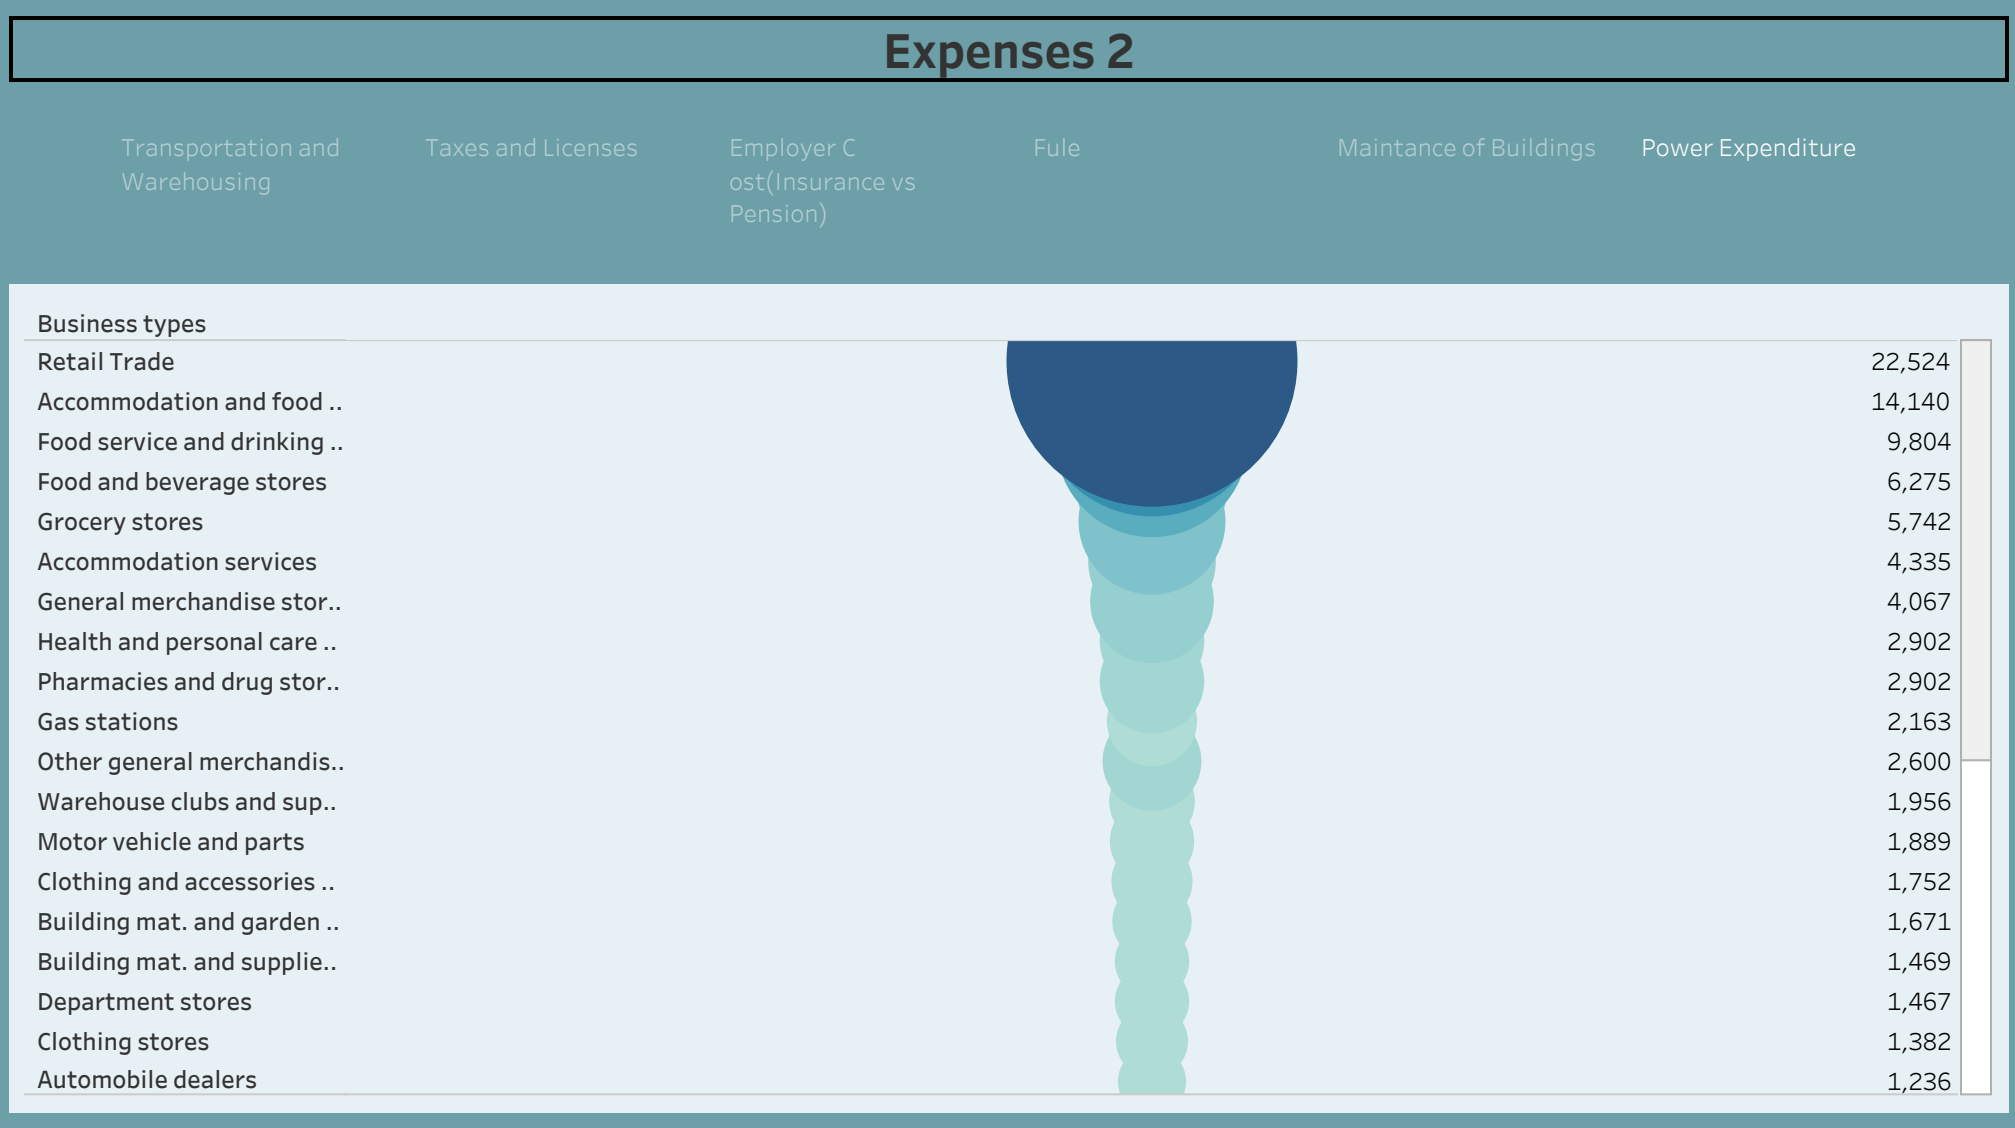 Expenses 2
Transportation and
Warehousing
Taxes and Licenses
Employer C
ost(Insurance vs
Pension)
Fule
Maintance of Buildings
Power Expenditure
Business types
Retail Trade 22,524
Accommodation and food .. 14,140
Food service and drinking .. 9,804
Food and beverage stores 6,275
Grocery stores 5,742
Accommodation services 4,335
General merchandise stor.. 4,067
Health and personal care .. 2,902
Pharmacies and drug stor.. 2,902
Gas stations 2,163
Other general merchandis.. 2,600
Warehouse clubs and sup.. 1,956
Motor vehicle and parts 1,889
Clothing and accessories .. 1,752
Building mat. and garden .. 1,671
Building mat. and supplie.. 1,469
Department stores 1,467
Clothing stores 1,382
Automobile dealers 1,236